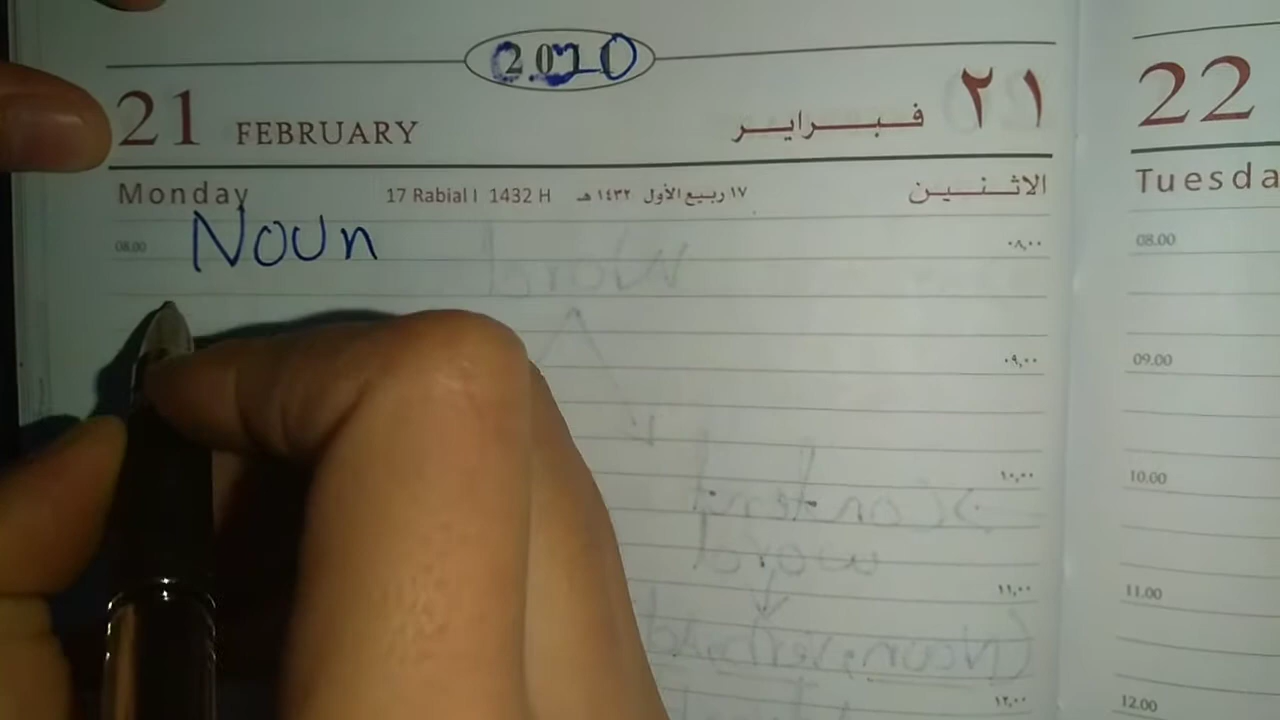 2020
21 FEBRUARY فبراير ٢١
Monday 17 Rabial I 1432 H ١٧ ربيع الأول ١٤٣٢ هـ الاثنين
08.00 Noun ٠٨,٠٠
٠٩,٠٠
١٠,٠٠
١١,٠٠
١٢,٠٠
22
Tuesda
08.00
09.00
10.00
11.00
12.00